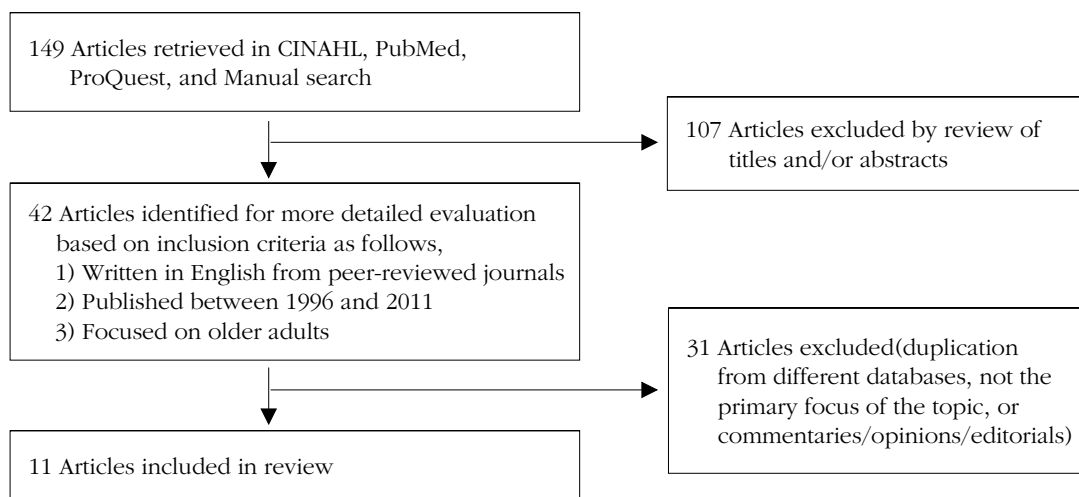 149 Articles retrieved in CINAHL, PubMed,
ProQuest, and Manual search
107 Articles excluded by review of
titles and/or abstracts
42 Articles identified for more detailed evaluation
based on inclusion criteria as follows,
1) Written in English from peer-reviewed journals
2) Published between 1996 and 2011
3) Focused on older adults
31 Articles excluded(duplication
from different databases, not the
primary focus of the topic, or
commentaries/opinions/editorials)
11 Articles included in review